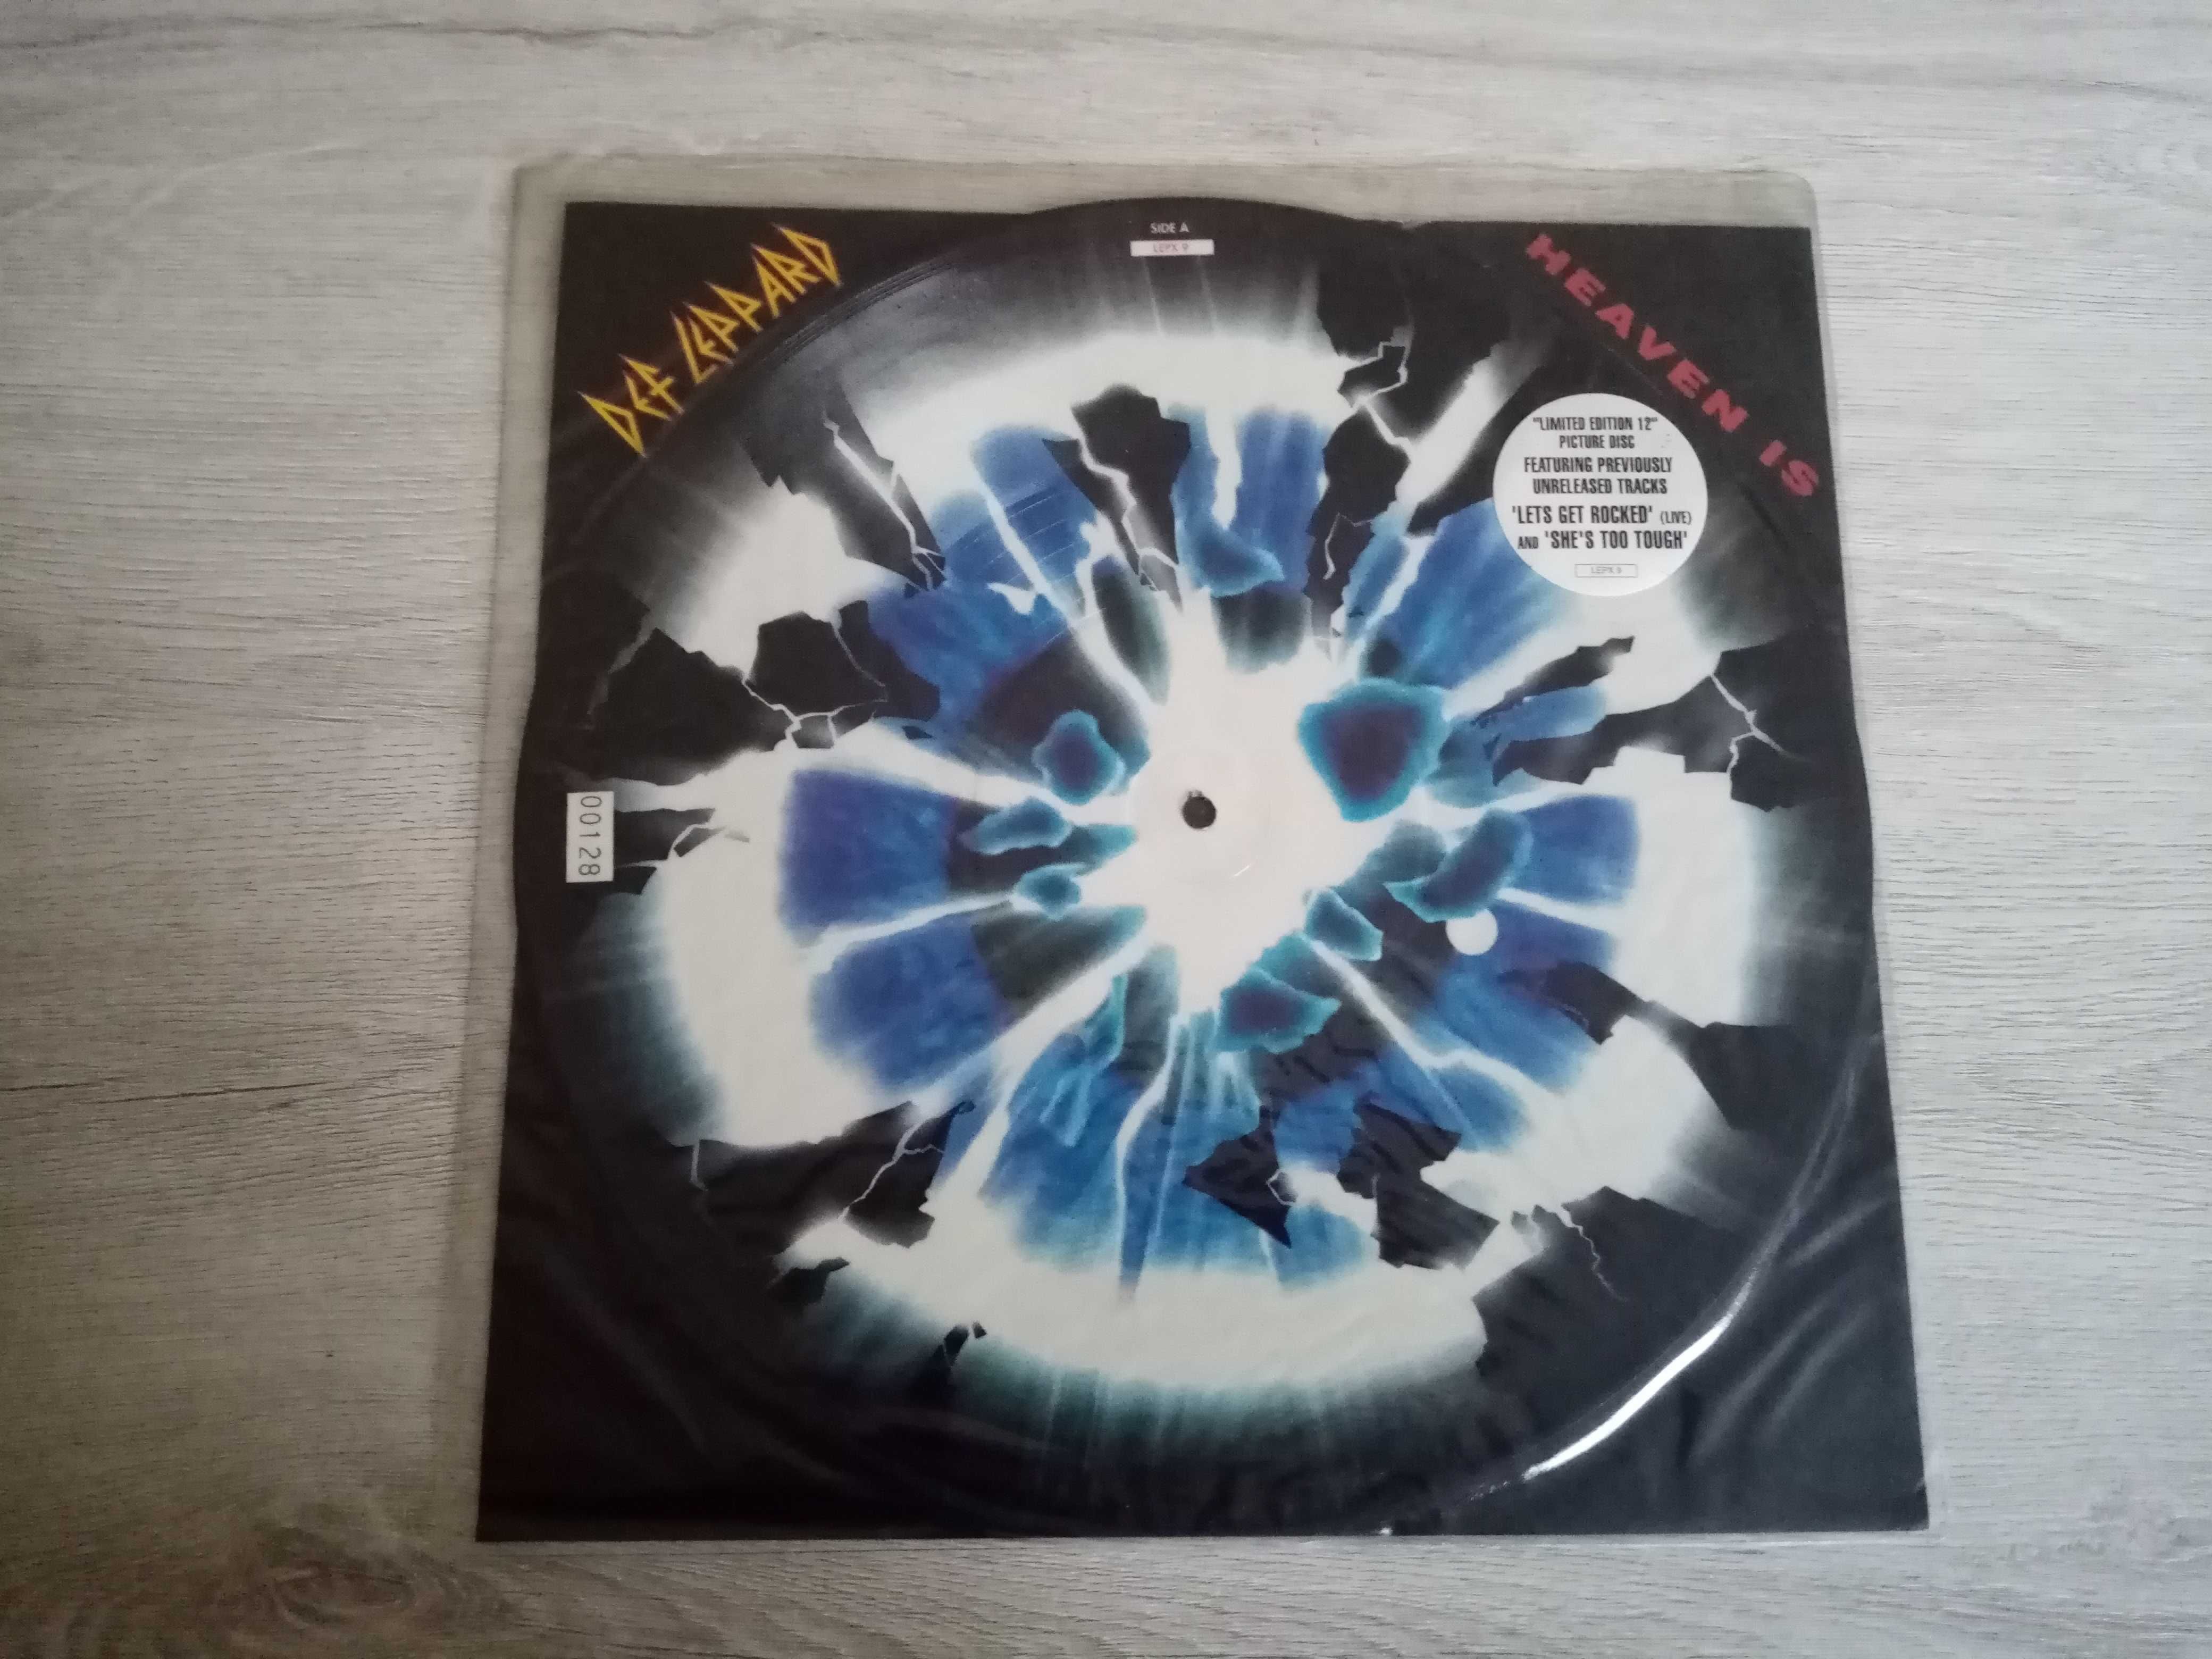 DEF LEPPARD
SIDE A
LEPX 9
HEAVEN IS
"LIMITED EDITION 12"
PICTURE DISC
FEATURING PREVIOUSLY
UNRELEASED TRACKS
'LETS GET ROCKED' (LIVE)
AND 'SHE'S TOO TOUGH'
LEPX 9
00128